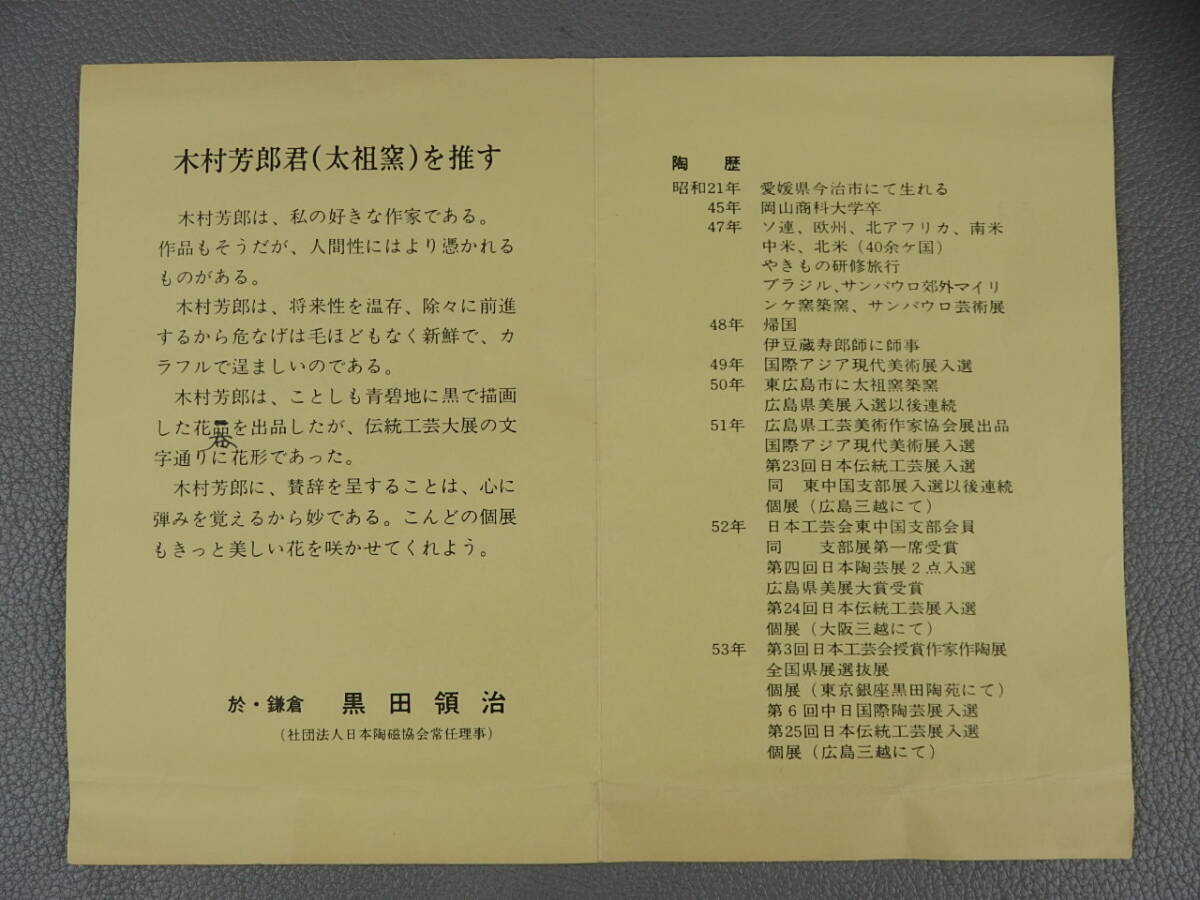 木村芳郎君(太祖窯)を推す
木村芳郎は、私の好きな作家である。
作品もそうだが、人間性にはより憑かれる
ものがある。
木村芳郎は、将来性を温存、除々に前進
するから危なげは毛ほどもなく新鮮で、カ
ラフルで逞ましいのである。
木村芳郎は、ことしも青碧地に黒で描画
した花を出品したが、伝統工芸大展の文
字通りに花形であった。
木村芳郎に、賛辞を呈することは、心に
弾みを覚えるから妙である。こんどの個展
もきっと美しい花を咲かせてくれよう。
於・鎌倉 黒田領治
(社団法人日本陶磁協会常任理事)
陶歴
昭和21年 愛媛県今治市にて生れる
45年 岡山商科大学卒
47年 ソ連、欧州、北アフリカ、南米
中米、北米(40余ケ国)
やきもの研修旅行
ブラジル、サンパウロ郊外マイリ
ンケ窯築窯、サンパウロ芸術展
48年 帰国
伊豆蔵寿郎師に師事
49年 国際アジア現代美術展入選
50年 東広島市に太祖窯築窯
広島県美展入選以後連続
51年 広島県工芸美術作家協会展出品
国際アジア現代美術展入選
第23回日本伝統工芸展入選
同 東中国支部展入選以後連続
個展(広島三越にて)
52年 日本工芸会東中国支部会員
同 支部展第一席受賞
第四回日本陶芸展2点入選
広島県美展大賞受賞
第24回日本伝統工芸展入選
個展(大阪三越にて)
53年 第3回日本工芸会授賞作家作陶展
全国県展選抜展
個展(東京銀座黒田陶苑にて)
第6回中日国際陶芸展入選
第25回日本伝統工芸展入選
個展(広島三越にて)